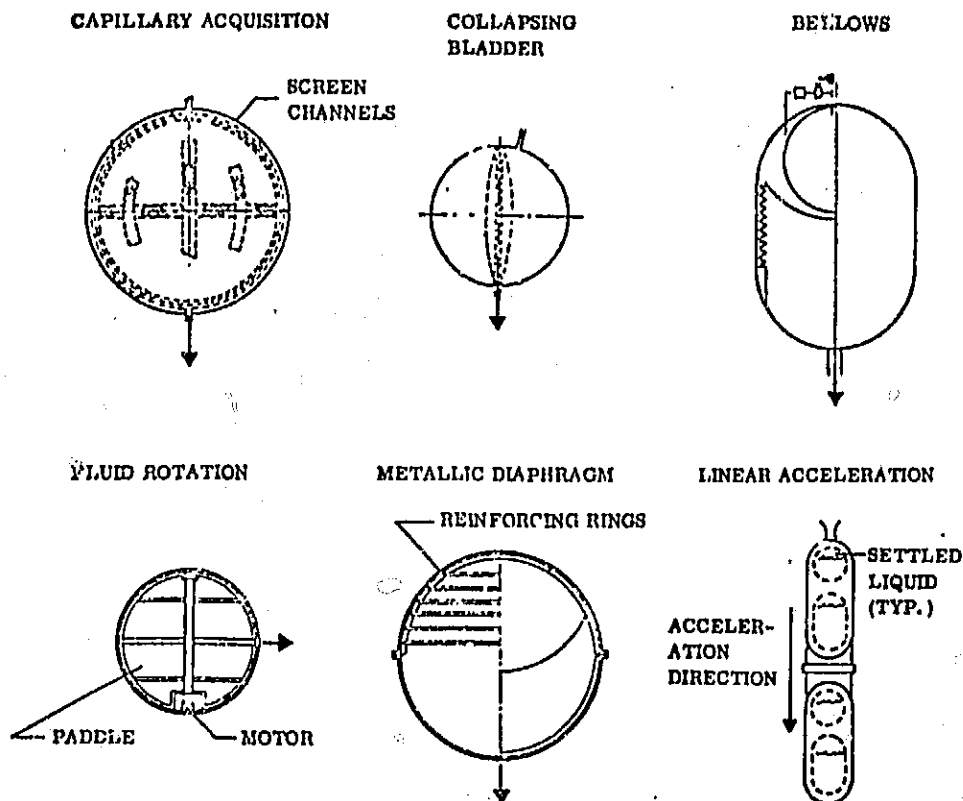 CAPILLARY ACQUISITION
COLLAPSING
BLADDER
BELLOWS
SCREEN
CHANNELS
FLUID ROTATION
METALLIC DIAPHRAGM
LINEAR ACCELERATION
REINFORCING RINGS
SETTLED
LIQUID
(TYP.)
ACCELER-
ATION
DIRECTION
PADDLE
MOTOR